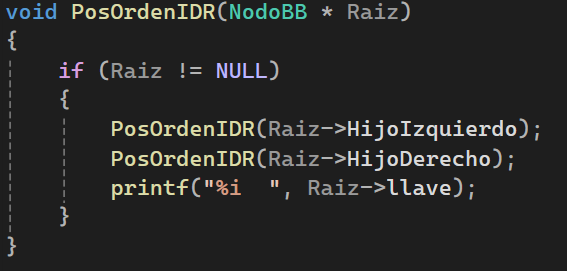 void PosOrdenIDR(NodoBB * Raiz)
{
if (Raiz != NULL)
{
PosOrdenIDR(Raiz->HijoIzquierdo);
PosOrdenIDR(Raiz->HijoDerecho);
printf("%i  ", Raiz->llave);
}
}